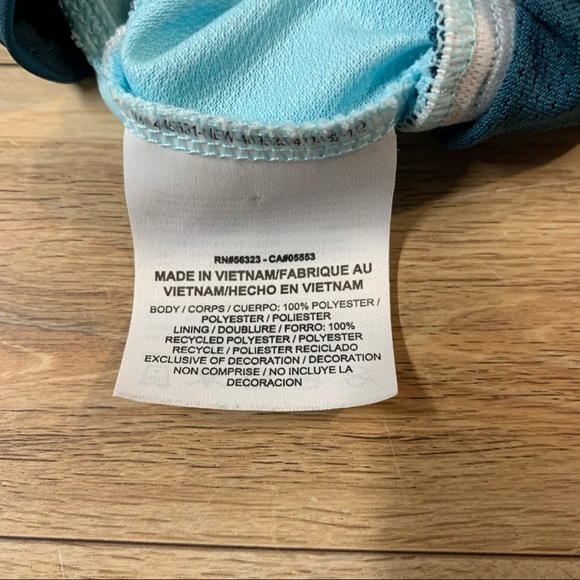 RN#56323 - CA#05553
MADE IN VIETNAM/FABRIQUE AU
VIETNAM/HECHO EN VIETNAM
BODY / CORPS / CUERPO: 100% POLYESTER /
POLYESTER / POLIESTER
LINING / DOUBLURE / FORRO: 100%
RECYCLED POLYESTER / POLYESTER
RECYCLE / POLIESTER RECICLADO
EXCLUSIVE OF DECORATION / DECORATION
NON COMPRISE / NO INCLUYE LA
DECORACION